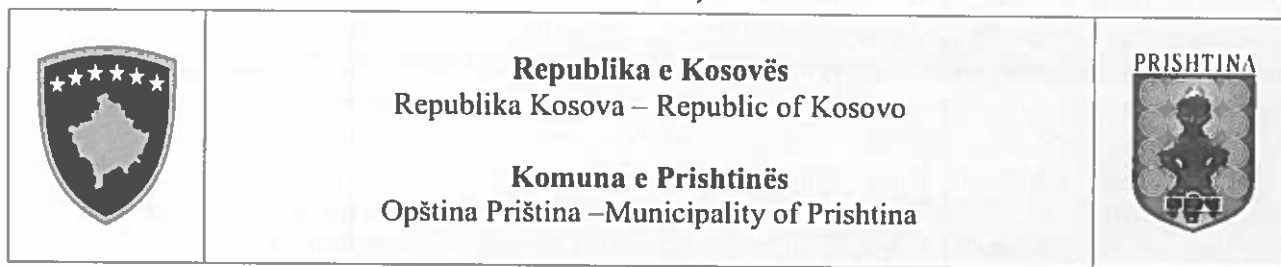 Republika e Kosovës
Republika Kosova – Republic of Kosovo
Komuna e Prishtinës
Opština Priština –Municipality of Prishtina
PRISHTINA